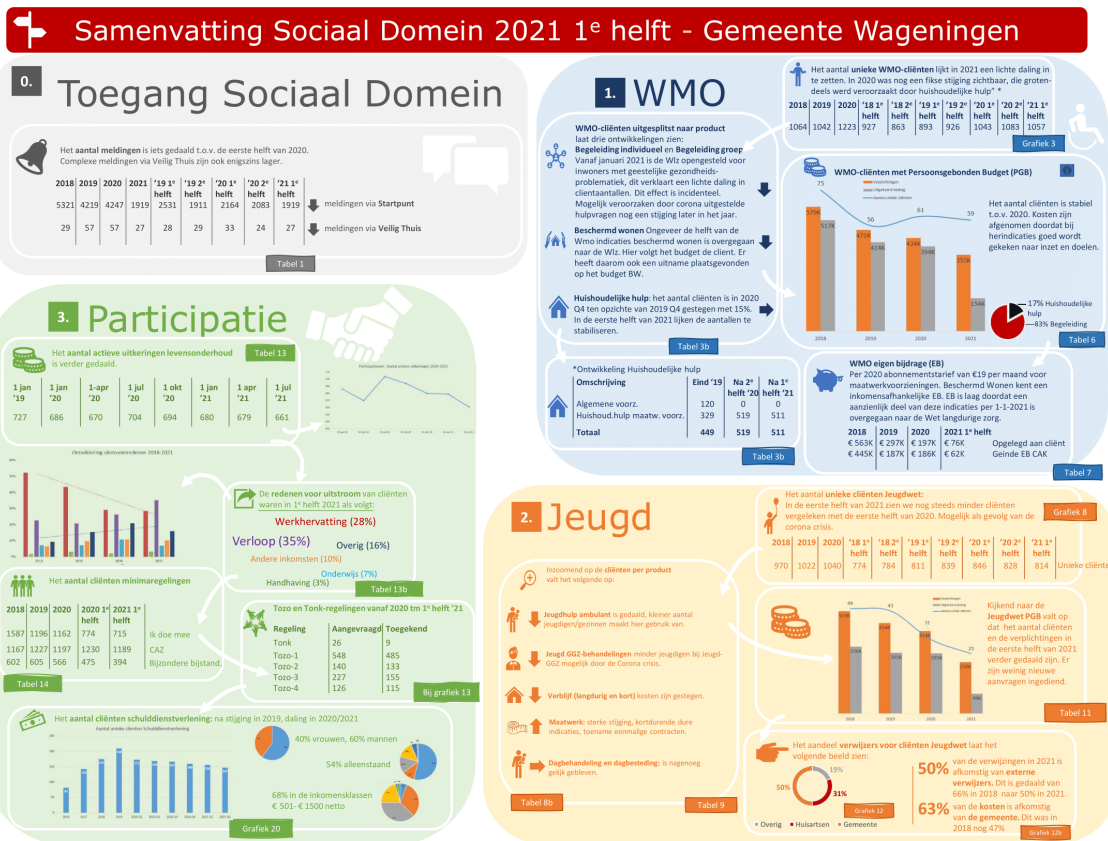 Samenvatting Sociaal Domein 2021 1e helft - Gemeente Wageningen
0.
Toegang Sociaal Domein
Het aantal meldingen is iets gedaald t.o.v. de eerste helft van 2020.
Complexe meldingen via Veilig Thuis zijn ook enigszins lager.
2018 2019 2020 2021 '19 1e helft '19 2e helft '20 1e helft '20 2e helft '21 1e helft
5321 4219 4247 1919 2531 1911 2164 2083 1919 meldingen via Startpunt
29 57 57 27 28 29 33 24 27 meldingen via Veilig Thuis
Tabel 1
1.
WMO
Het aantal unieke WMO-cliënten lijkt in 2021 een lichte daling in
te zetten. In 2020 was nog een fikse stijging zichtbaar, die groten-
deels werd veroorzaakt door huishoudelijke hulp" *
2018 2019 2020 '18 1e helft '18 2e helft '19 1e helft '19 2e helft '20 1e helft '20 2e helft '21 1e helft
1064 1042 1223 927 863 893 926 1043 1083 1057
Grafiek 3
WMO-cliënten uitgesplitst naar product
laat drie ontwikkelingen zien:
Begeleiding individueel en Begeleiding groep
Vanaf januari 2021 is de Wlz opengesteld voor
inwoners met geestelijke gezondheids-
problematiek, dit verklaart een lichte daling in
clientaantallen. Dit effect is incidenteel.
Mogelijk veroorzaken door corona uitgestelde
hulpvragen nog een stijging later in het jaar.
Beschermd wonen Ongeveer de helft van de
Wmo indicaties beschermd wonen is overgegaan
naar de Wlz. Hier volgt het budget de client. Er
heeft daarom ook een uitname plaatsgevonden
op het budget BW.
Huishoudelijke hulp: het aantal cliënten is in 2020
Q4 ten opzichte van 2019 Q4 gestegen met 15%.
In de eerste helft van 2021 lijken de aantallen te
stabiliseren.
Tabel 3b
WMO-cliënten met Persoonsgebonden Budget (PGB)
Verplichtingen
Aantal unieke cliënten
75
56
61
59
579K
517K
471K
414K
434K
394K
355K
154K
2018 2019 2020 2021
Het aantal cliënten is stabiel
t.o.v. 2020. Kosten zijn
afgenomen doordat bij
herindicaties goed wordt
gekeken naar inzet en doelen.
17% Huishoudelijke
hulp
83% Begeleiding
Tabel 6
*Ontwikkeling Huishoudelijke hulp
Omschrijving Eind '19 Na 2e helft '20 Na 1e helft '21
Algemene voorz. 120 0 0
Huishoud.hulp maatw. voorz. 329 519 511
Totaal 449 519 511
Tabel 3b
WMO eigen bijdrage (EB)
Per 2020 abonnementstarief van €19 per maand voor
maatwerkvoorzieningen. Beschermd Wonen kent een
inkomensafhankelijke EB. EB is laag doordat een
aanzienlijk deel van deze indicaties per 1-1-2021 is
overgegaan naar de Wet langdurige zorg.
2018 2019 2020 2021 1e helft
€ 563K € 297K € 197K € 76K Opgelegd aan cliënt
€ 445K € 187K € 186K € 62K Geinde EB CAK
Tabel 7
3.
Participatie
Het aantal actieve uitkeringen levensonderhoud
is verder gedaald.
Tabel 13
1 jan '19 1 jan '20 1-apr '20 1 jul '20 1 okt '20 1 jan '21 1 apr '21 1 jul '21
727 686 670 704 694 680 679 661
Ontwikkeling uitstroomredenen 2018-2021
De redenen voor uitstroom van cliënten
waren in 1e helft 2021 als volgt:
Werkhervatting (28%)
Verloop (35%)
Overig (16%)
Andere inkomsten (10%)
Onderwijs (7%)
Handhaving (3%)
Tabel 13b
Het aantal cliënten minimaregelingen
2018 2019 2020 2020 1e helft 2021 1e helft
1587 1196 1162 774 715 Ik doe mee
1167 1227 1197 1230 1189 CAZ
602 605 566 475 394 Bijzondere bijstand
Tabel 14
Tozo en Tonk-regelingen vanaf 2020 tm 1e helft '21
Regeling Aangevraagd Toegekend
Tonk 26 9
Tozo-1 548 485
Tozo-2 140 133
Tozo-3 227 155
Tozo-4 126 115
Bij grafiek 13
Het aantal cliënten schulddienstverlening: na stijging in 2019, daling in 2020/2021
Aantal unieke clienten Schulddienstverlening
40% vrouwen, 60% mannen
54% alleenstaand
68% in de inkomensklassen
€ 501- € 1500 netto
Grafiek 20
2.
Jeugd
Het aantal unieke cliënten Jeugdwet:
In de eerste helft van 2021 zien we nog steeds minder cliënten
vergeleken met de eerste helft van 2020. Mogelijk als gevolg van de
corona crisis.
Grafiek 8
2018 2019 2020 '18 1e helft '18 2e helft '19 1e helft '19 2e helft '20 1e helft '20 2e helft '21 1e helft
970 1022 1040 774 784 811 839 846 828 814 Unieke cliënte
Inzoomend op de cliënten per product
valt het volgende op:
Jeugdhulp ambulant is gedaald, kleiner aantal
jeugdigen/gezinnen maakt hier gebruik van.
Jeugd GGZ-behandelingen minder jeugdigen bij Jeugd-
GGZ mogelijk door de Corona crisis.
Verblijf (langdurig en kort) kosten zijn gestegen.
Maatwerk: sterke stijging, kortdurende dure
indicaties, toename eenmalige contracten.
Dagbehandeling en dagbesteding: is nagenoeg
gelijk gebleven.
Tabel 8b
Tabel 9
48
43
31
25
2018 2019 2020 2021
Kijkend naar de
Jeugdwet PGB valt op
dat het aantal cliënten
en de verplichtingen in
de eerste helft van 2021
verder gedaald zijn. Er
zijn weinig nieuwe
aanvragen ingediend.
Tabel 11
Het aandeel verwijzers voor cliënten Jeugdwet laat het
volgende beeld zien:
19%
50%
31%
Grafiek 12
Overig Huisartsen Gemeente
50% van de verwijzingen in 2021 is
afkomstig van externe
verwijzers. Dit is gedaald van
66% in 2018 naar 50% in 2021.
63% van de kosten is afkomstig
van de gemeente. Dit was in
2018 nog 47%
Grafiek 12b